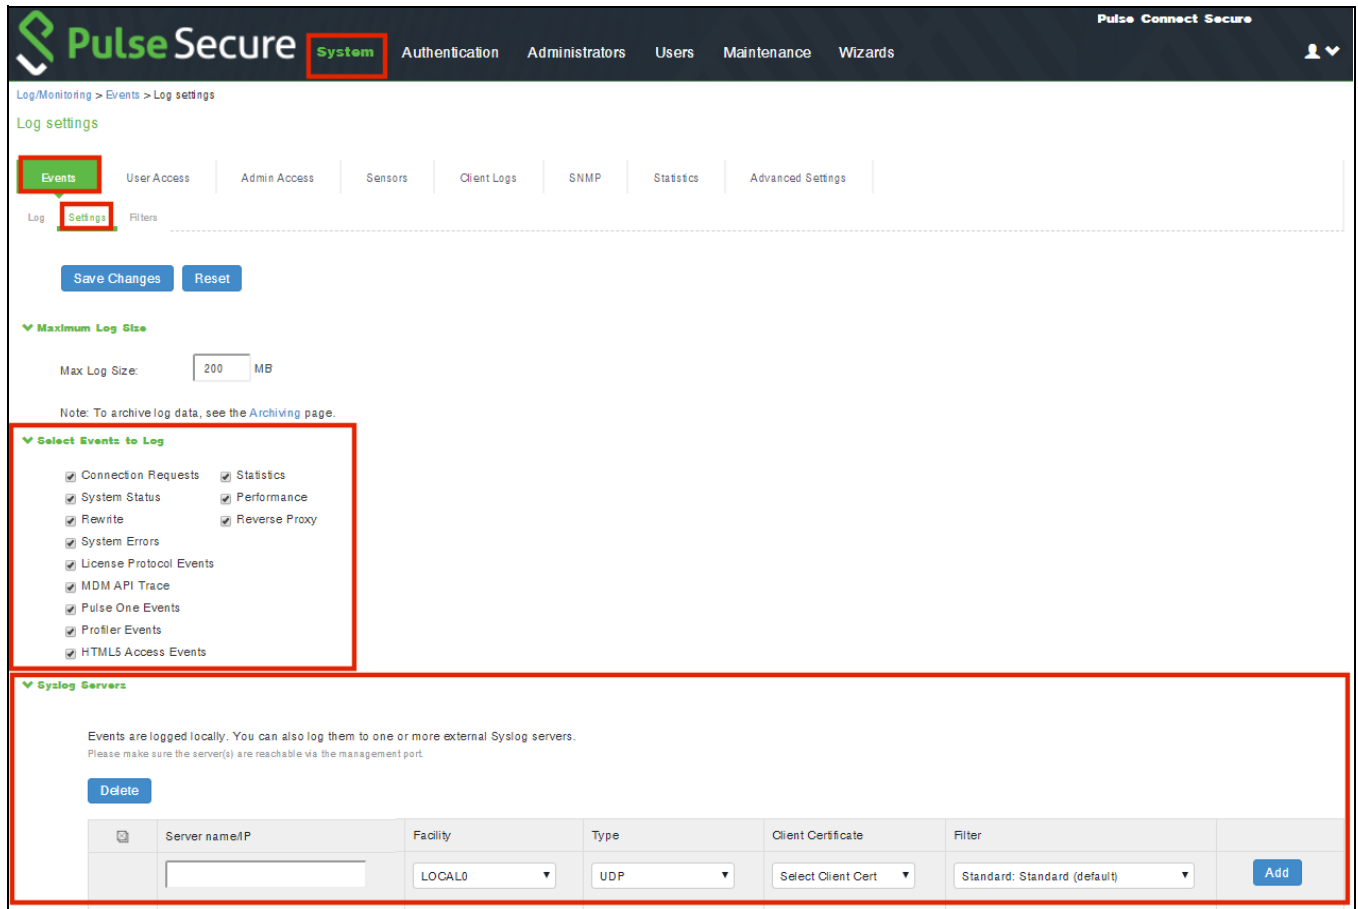 Pulse Connect Secure
Pulse Secure System Authentication Administrators Users Maintenance Wizards
Log/Monitoring > Events > Log settings
Log settings
Events User Access Admin Access Sensors Client Logs SNMP Statistics Advanced Settings
Log Settings Filters
Save Changes Reset
Maximum Log Size
Max Log Size: 200 MB
Note: To archive log data, see the Archiving page.
Select Events to Log
Connection Requests Statistics
System Status Performance
Rewrite Reverse Proxy
System Errors
License Protocol Events
MDM API Trace
Pulse One Events
Profiler Events
HTML5 Access Events
Syslog Servers
Events are logged locally. You can also log them to one or more external Syslog servers.
Please make sure the server(s) are reachable via the management port.
Delete
Server name/IP Facility Type Client Certificate Filter
LOCAL0 UDP Select Client Cert Standard: Standard (default) Add